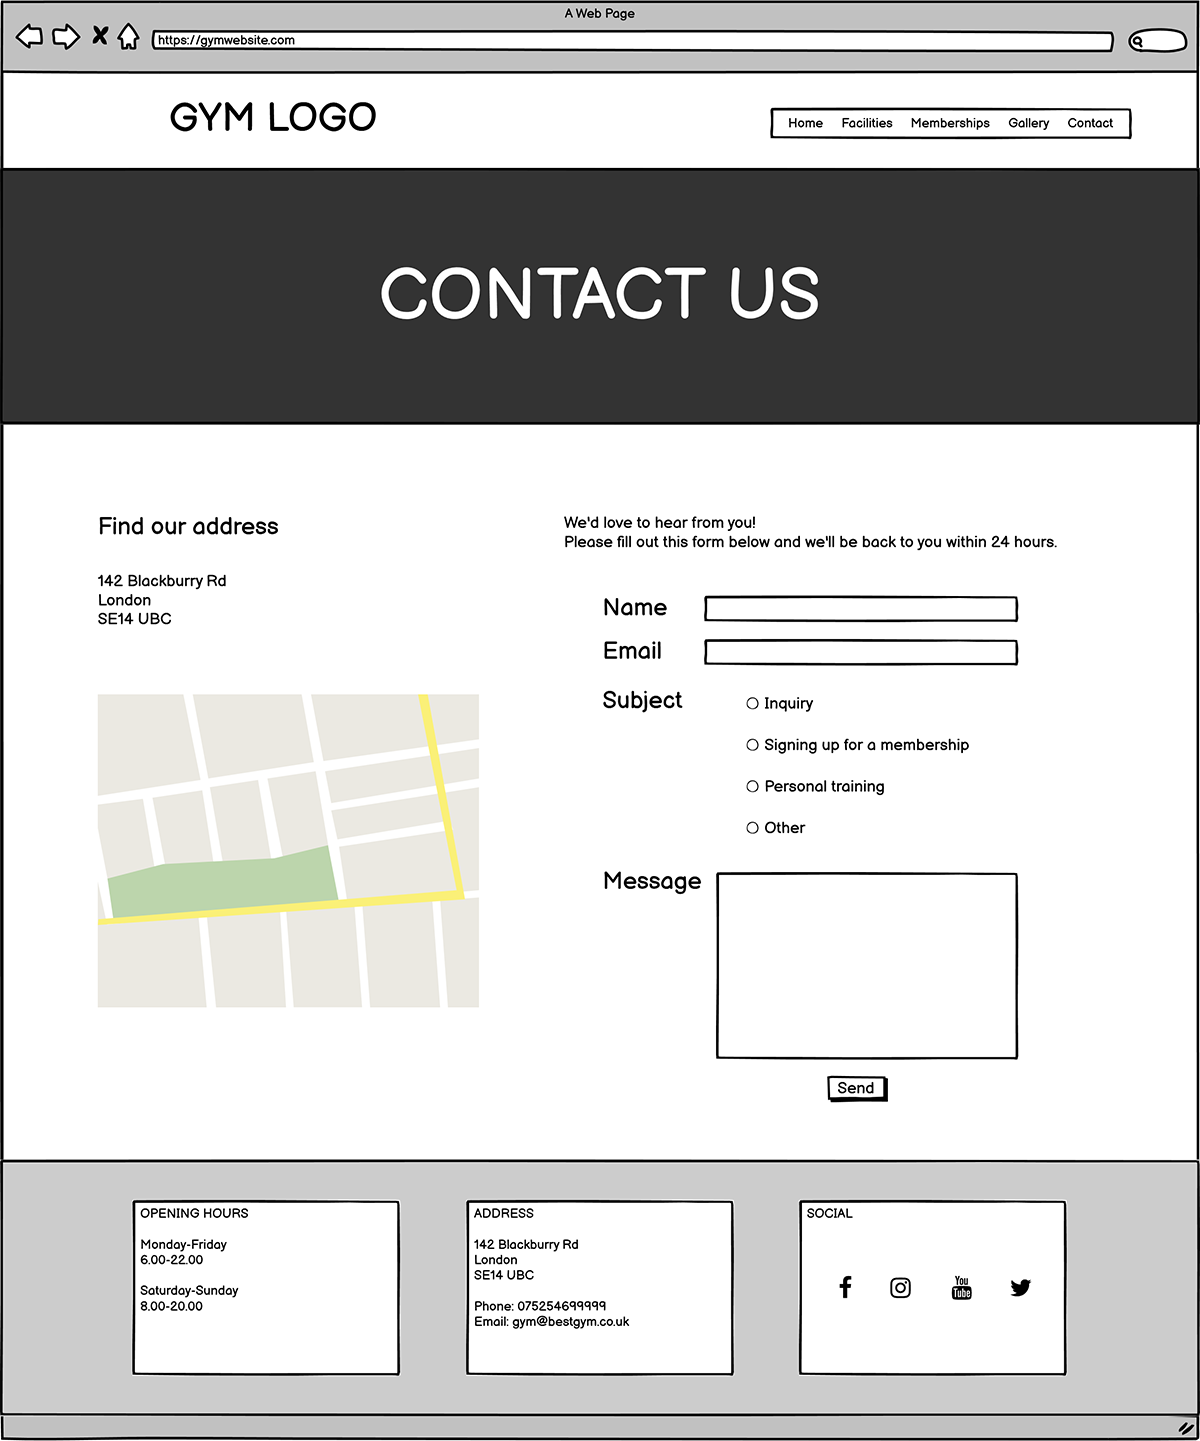 A Web Page
https://gymwebsite.com
GYM LOGO
Home Facilities Memberships Gallery Contact
CONTACT US
Find our address
142 Blackburry Rd
London
SE14 UBC
We'd love to hear from you!
Please fill out this form below and we'll be back to you within 24 hours.
Name
Email
Subject
Inquiry
Signing up for a membership
Personal training
Other
Message
Send
OPENING HOURS
Monday-Friday
6.00-22.00
Saturday-Sunday
8.00-20.00
ADDRESS
142 Blackburry Rd
London
SE14 UBC
Phone: 075254699999
Email: gym@bestgym.co.uk
SOCIAL
You
Tube